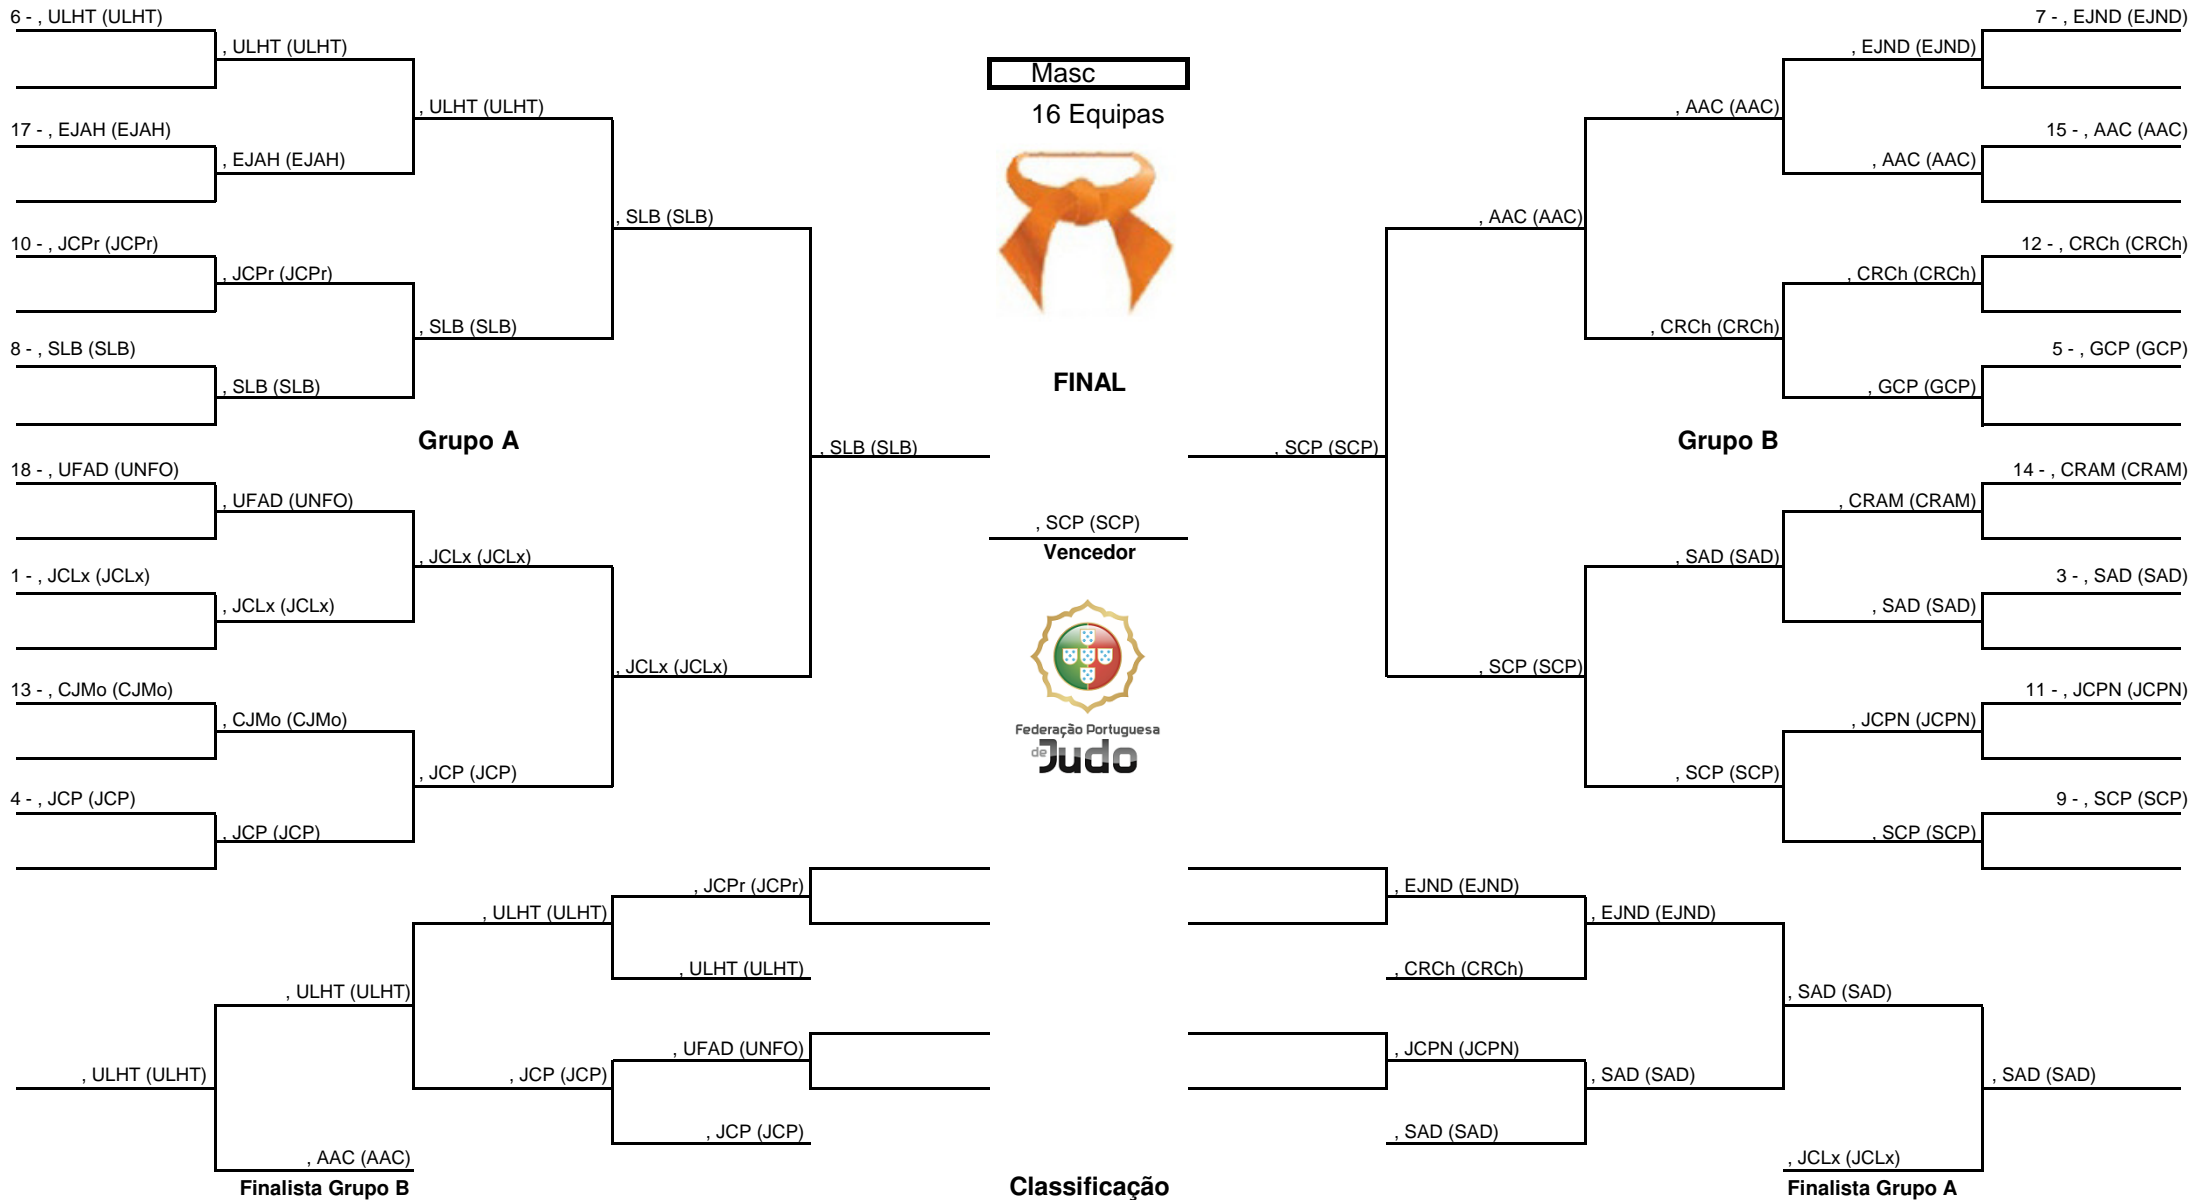 6 - , ULHT (ULHT)
, ULHT (ULHT)
, ULHT (ULHT)
17 - , EJAH (EJAH)
, EJAH (EJAH)
, SLB (SLB)
10 - , JCPr (JCPr)
, JCPr (JCPr)
, SLB (SLB)
8 - , SLB (SLB)
, SLB (SLB)
Grupo A
, SLB (SLB)
18 - , UFAD (UNFO)
, UFAD (UNFO)
, JCLx (JCLx)
1 - , JCLx (JCLx)
, JCLx (JCLx)
, JCLx (JCLx)
13 - , CJMo (CJMo)
, CJMo (CJMo)
, JCP (JCP)
4 - , JCP (JCP)
, JCP (JCP)
Masc
16 Equipas
FINAL
, SCP (SCP)
Vencedor
Federação Portuguesa
de Judo
7 - , EJND (EJND)
, EJND (EJND)
, AAC (AAC)
15 - , AAC (AAC)
, AAC (AAC)
, AAC (AAC)
12 - , CRCh (CRCh)
, CRCh (CRCh)
, CRCh (CRCh)
5 - , GCP (GCP)
, GCP (GCP)
Grupo B
, SCP (SCP)
14 - , CRAM (CRAM)
, CRAM (CRAM)
, SAD (SAD)
3 - , SAD (SAD)
, SAD (SAD)
, SCP (SCP)
11 - , JCPN (JCPN)
, JCPN (JCPN)
, SCP (SCP)
9 - , SCP (SCP)
, SCP (SCP)
, JCPr (JCPr)
, ULHT (ULHT)
, ULHT (ULHT)
, ULHT (ULHT)
, UFAD (UNFO)
, JCP (JCP)
, ULHT (ULHT)
, JCP (JCP)
, AAC (AAC)
Finalista Grupo B
Classificação
, EJND (EJND)
, EJND (EJND)
, CRCh (CRCh)
, SAD (SAD)
, JCPN (JCPN)
, SAD (SAD)
, SAD (SAD)
, SAD (SAD)
, JCLx (JCLx)
Finalista Grupo A